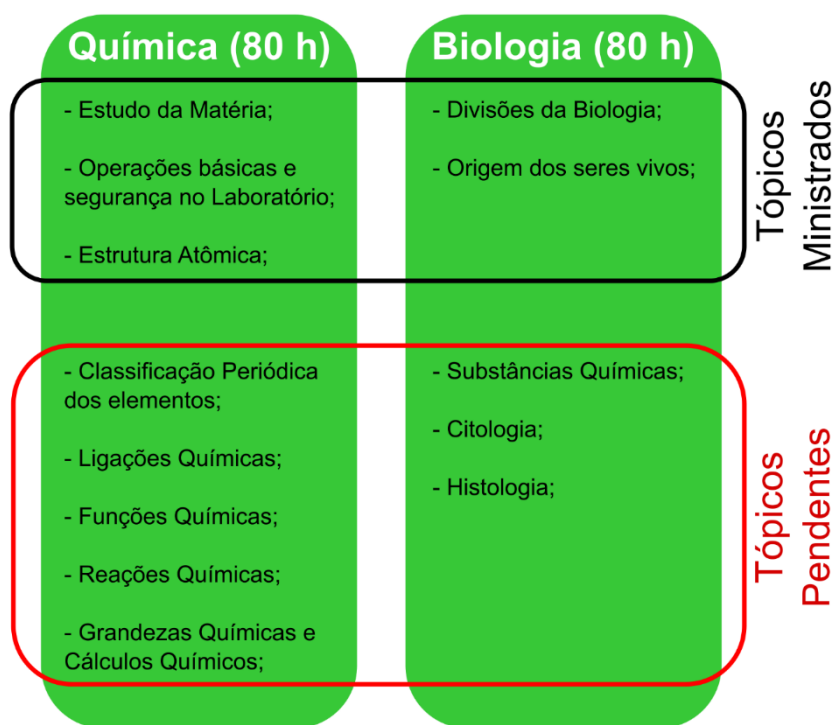 Química (80 h)
- Estudo da Matéria;
- Operações básicas e
segurança no Laboratório;
- Estrutura Atômica;
- Classificação Periódica
dos elementos;
- Ligações Químicas;
- Funções Químicas;
- Reações Químicas;
- Grandezas Químicas e
Cálculos Químicos;
Biologia (80 h)
- Divisões da Biologia;
- Origem dos seres vivos;
- Substâncias Químicas;
- Citologia;
- Histologia;
Tópicos
Ministrados
Tópicos
Pendentes